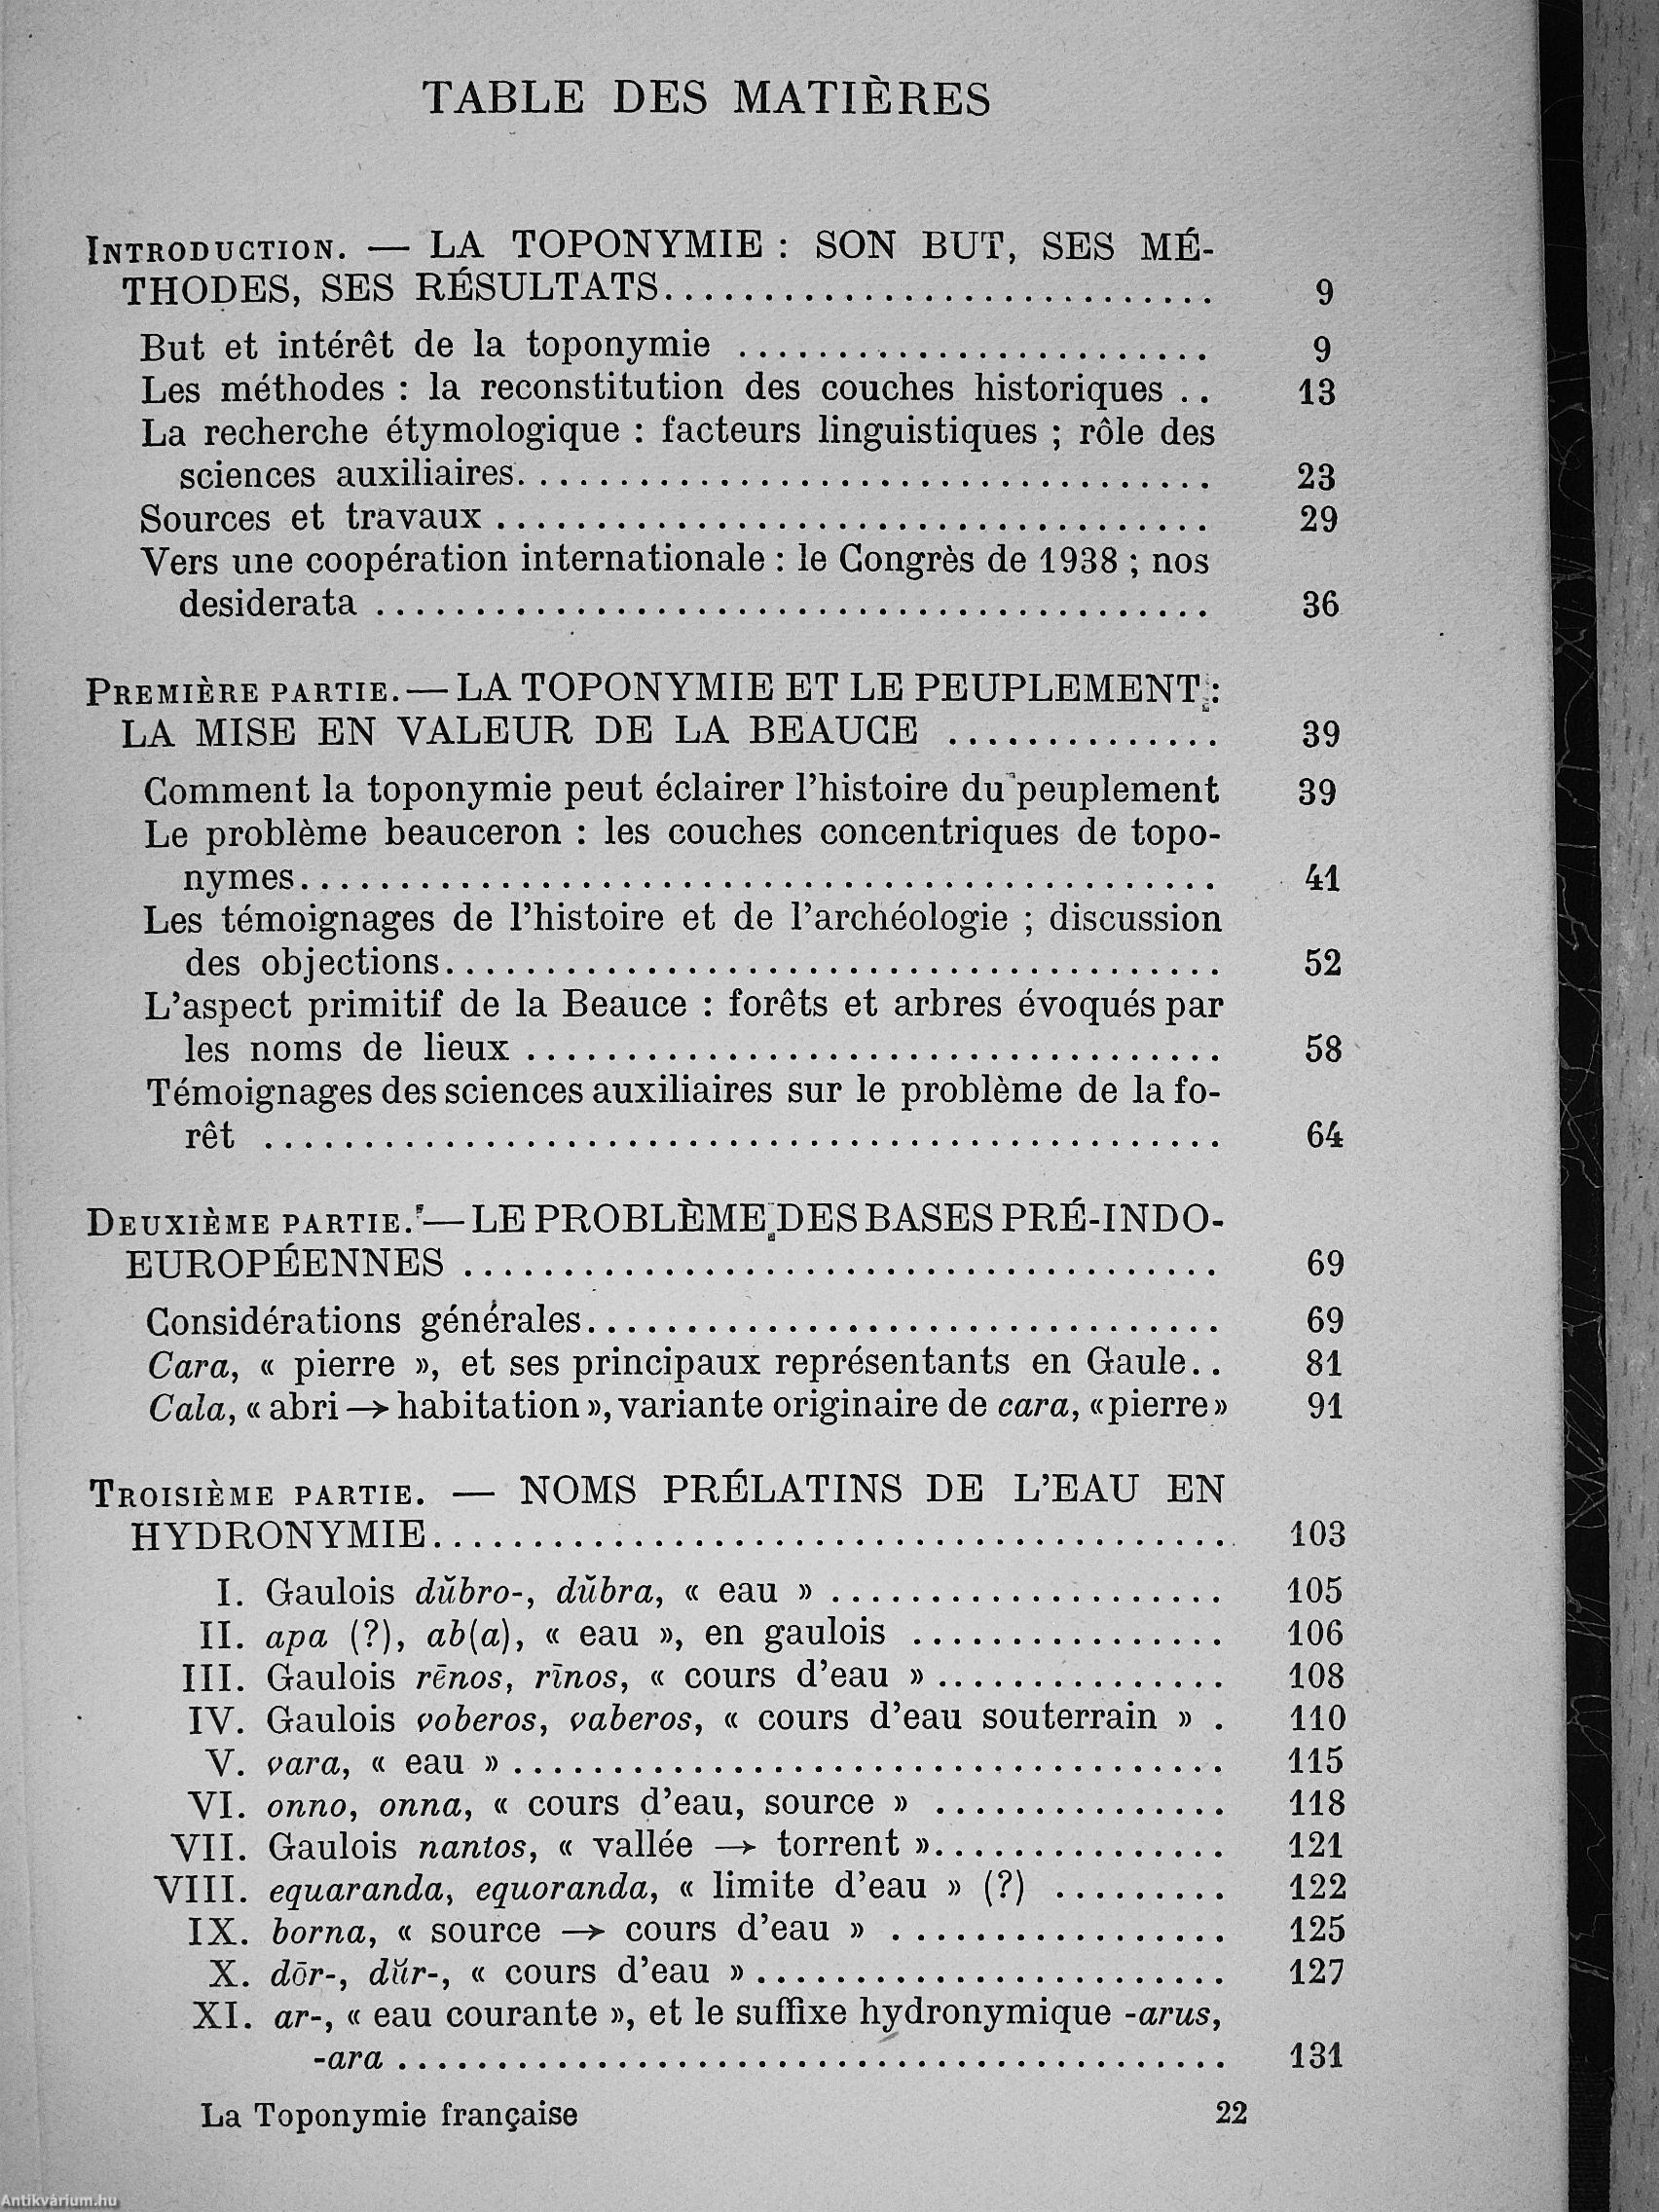 TABLE DES MATIÈRES
INTRODUCTION. — LA TOPONYMIE : SON BUT, SES MÉ-
THODES, SES RÉSULTATS............................ 9
But et intérêt de la toponymie ........................ 9
Les méthodes : la reconstitution des couches historiques .. 13
La recherche étymologique : facteurs linguistiques ; rôle des
sciences auxiliaires................................... 23
Sources et travaux .................................... 29
Vers une coopération internationale : le Congrès de 1938 ; nos
desiderata .......................................... 36
PREMIÈRE PARTIE. — LA TOPONYMIE ET LE PEUPLEMENT :
LA MISE EN VALEUR DE LA BEAUCE .............. 39
Comment la toponymie peut éclairer l'histoire du peuplement 39
Le problème beauceron : les couches concentriques de topo-
nymes.............................................. 41
Les témoignages de l'histoire et de l'archéologie ; discussion
des objections....................................... 52
L'aspect primitif de la Beauce : forêts et arbres évoqués par
les noms de lieux ................................... 58
Témoignages des sciences auxiliaires sur le problème de la fo-
rêt ................................................ 64
DEUXIÈME PARTIE. — LE PROBLÈME DES BASES PRÉ-INDO-
EUROPÉENNES ...................................... 69
Considérations générales................................ 69
Cara, « pierre », et ses principaux représentants en Gaule.. 81
Cala, « abri → habitation », variante originaire de cara, « pierre » 91
TROISIÈME PARTIE. — NOMS PRÉLATINS DE L'EAU EN
HYDRONYMIE........................................ 103
I. Gaulois dŭbro-, dŭbra, « eau » .................... 105
II. apa (?), ab(a), « eau », en gaulois ................ 106
III. Gaulois rēnos, rīnos, « cours d'eau » ............... 108
IV. Gaulois voberos, vaberos, « cours d'eau souterrain » . 110
V. vara, « eau » .................................... 115
VI. onno, onna, « cours d'eau, source » ............... 118
VII. Gaulois nantos, « vallée → torrent »............... 121
VIII. equaranda, equoranda, « limite d'eau » (?) ......... 122
IX. borna, « source → cours d'eau » ................. 125
X. dōr-, dŭr-, « cours d'eau »........................ 127
XI. ar-, « eau courante », et le suffixe hydronymique -arus,
-ara .......................................... 131
La Toponymie française 22
Antikvárium.hu